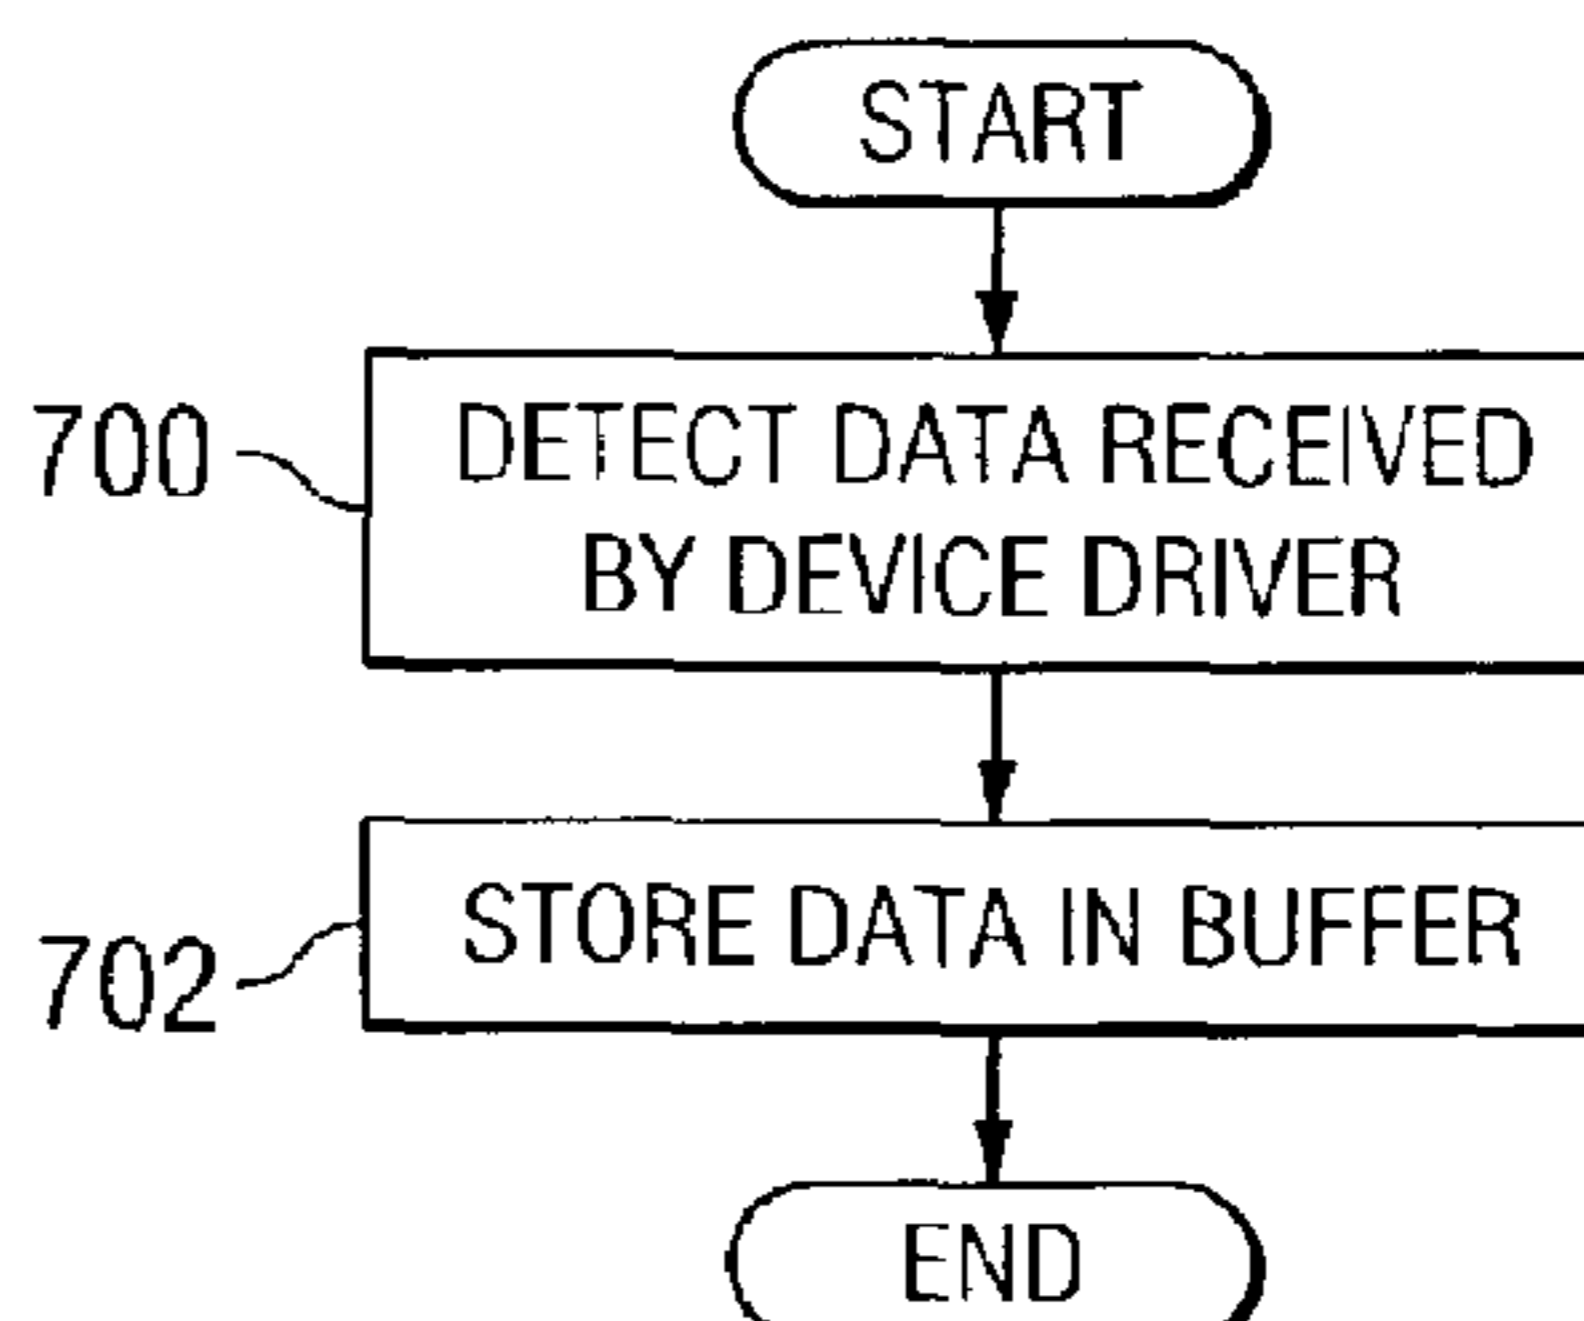 START
700
DETECT DATA RECEIVED
BY DEVICE DRIVER
702
STORE DATA IN BUFFER
END